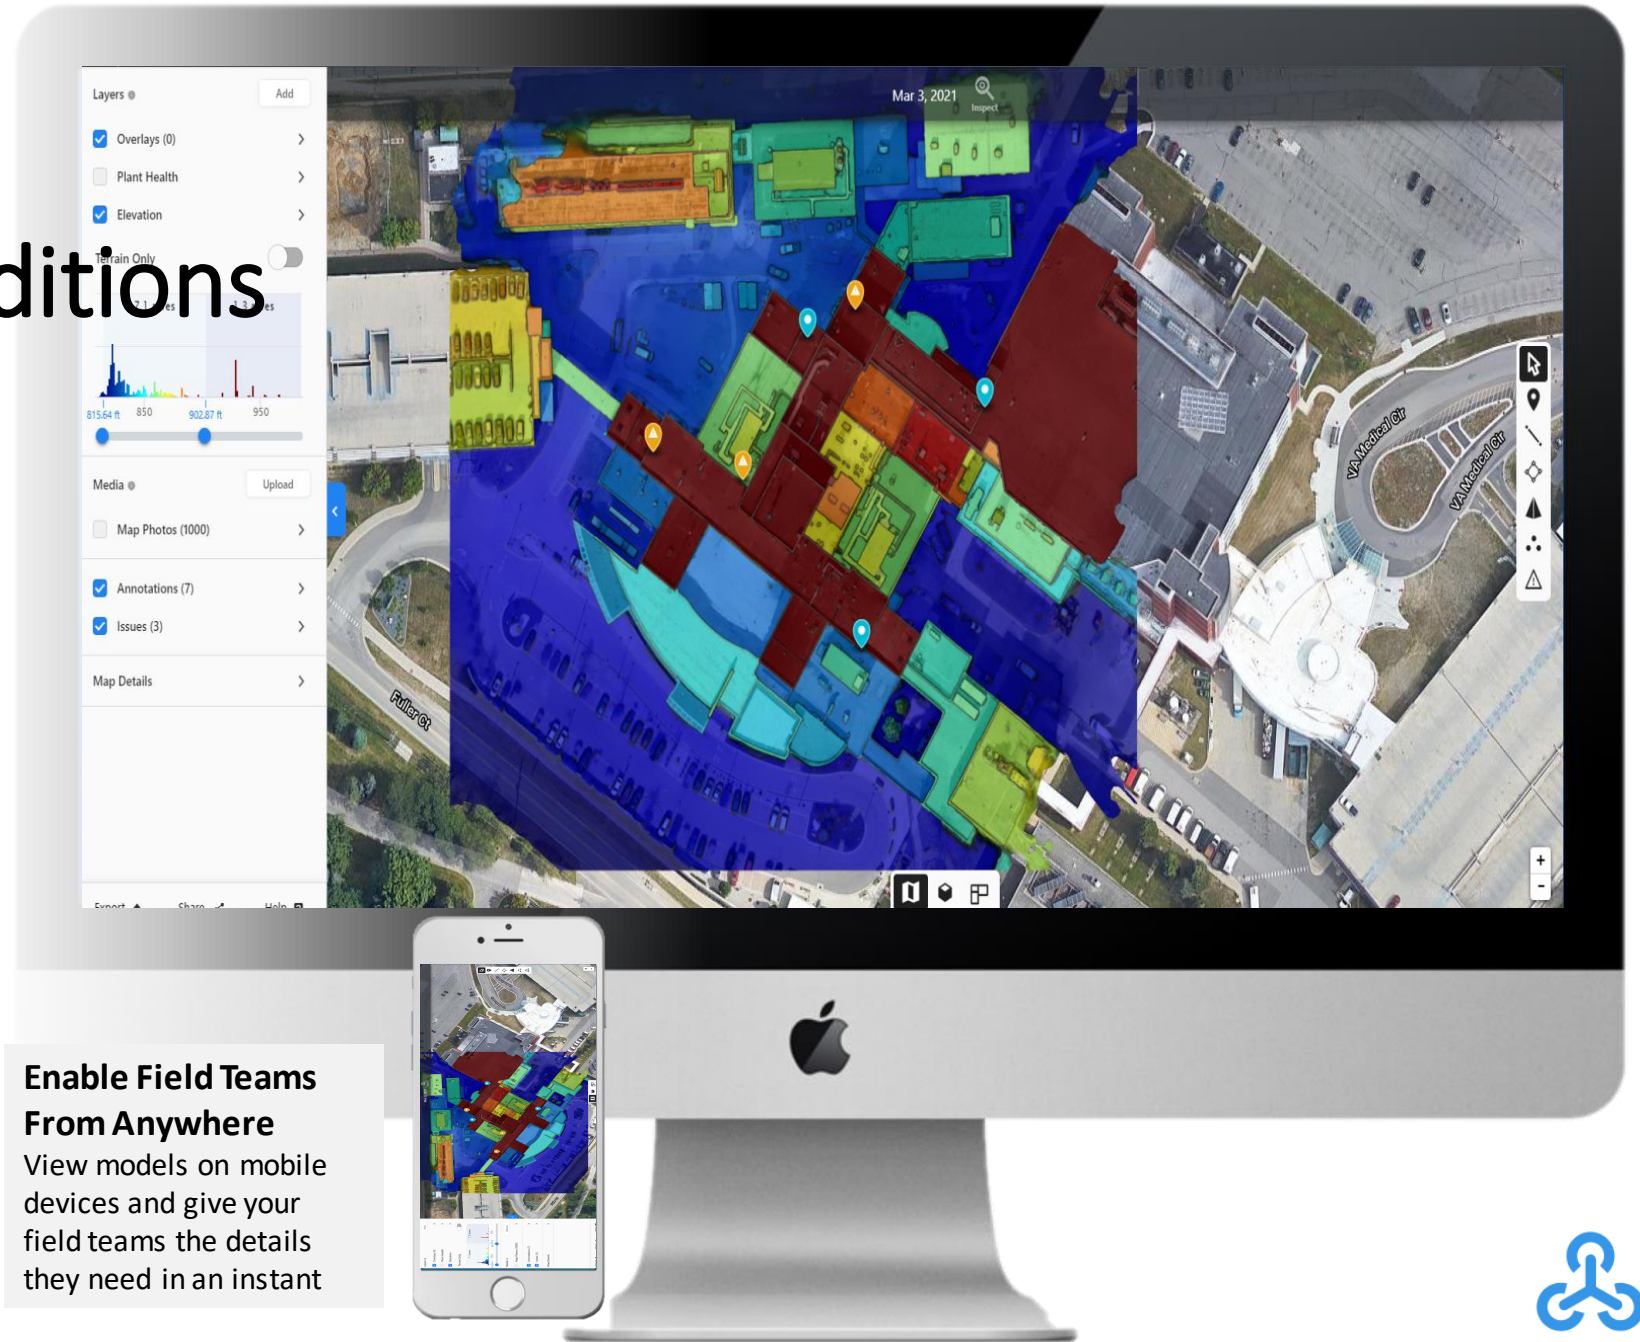 Layers
Add
Mar 3, 2021
Inspect
Overlays (0)
Plant Health
Elevation
Terrain Only
ditions
815.64 ft
850
902.87 ft
950
Media
Upload
Map Photos (1000)
Annotations (7)
Issues (3)
Map Details
Export
Share
Help
Fuller Ct
VA Medical Cir
VA Medical Cir
+
-
Enable Field Teams
From Anywhere
View models on mobile
devices and give your
field teams the details
they need in an instant